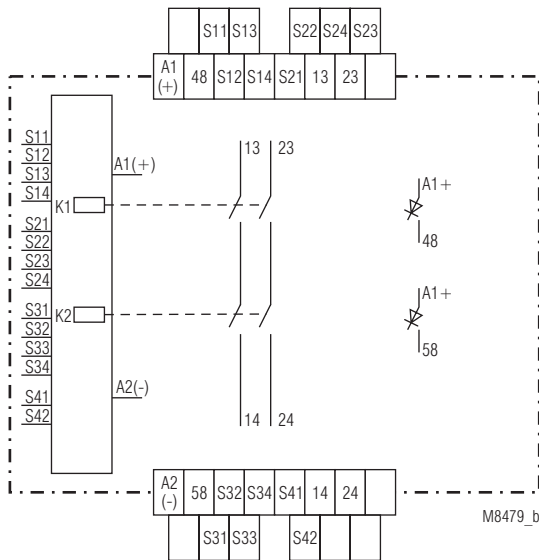 S11 S13 S22 S24 S23
A1 (+) 48 S12 S14 S21 13 23
S11
S12
S13
S14
A1(+)
K1
S21
S22
S23
S24
S31
K2
S32
S33
S34
A2(-)
S41
S42
13 23
14 24
A1+
48
A1+
58
A2 (-) 58 S32 S34 S41 14 24
S31 S33 S42
M8479_b